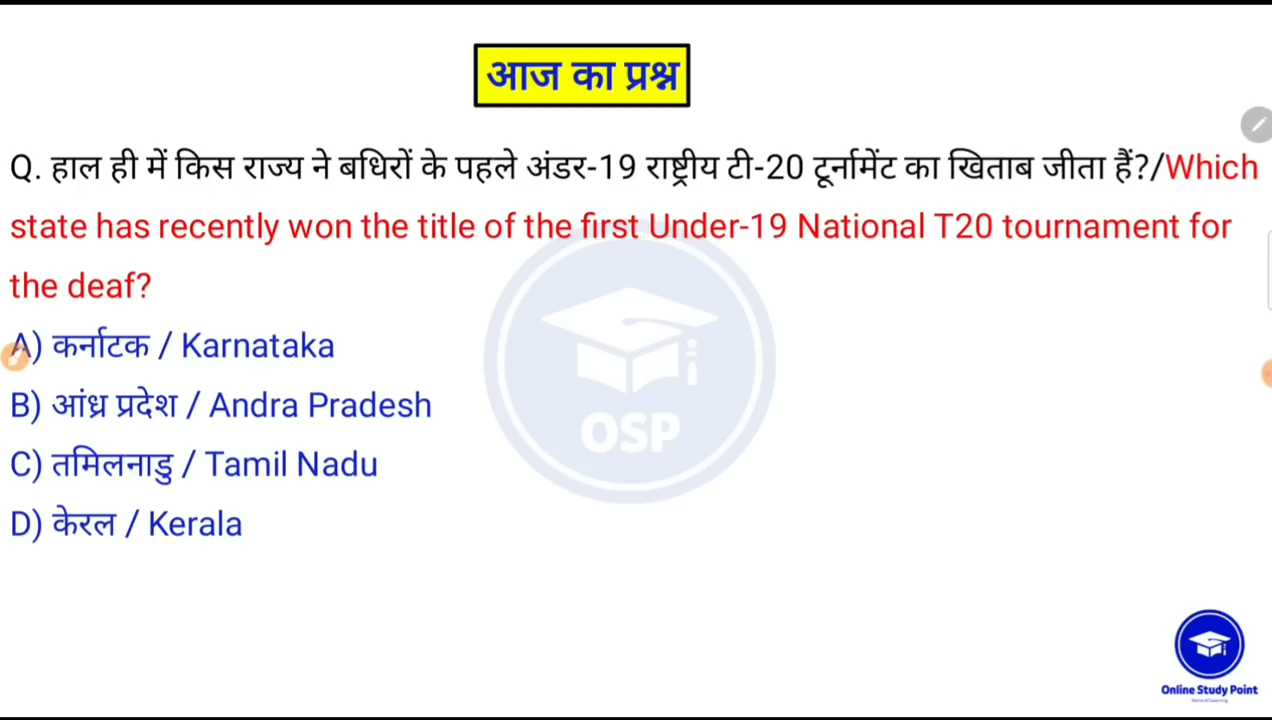 आज का प्रश्न
Q. हाल ही में किस राज्य ने बधिरों के पहले अंडर-19 राष्ट्रीय टी-20 टूर्नामेंट का खिताब जीता हैं?/Which
state has recently won the title of the first Under-19 National T20 tournament for
the deaf?
A) कर्नाटक / Karnataka
B) आंध्र प्रदेश / Andra Pradesh
C) तमिलनाडु / Tamil Nadu
D) केरल / Kerala
OSP
Online Study Point